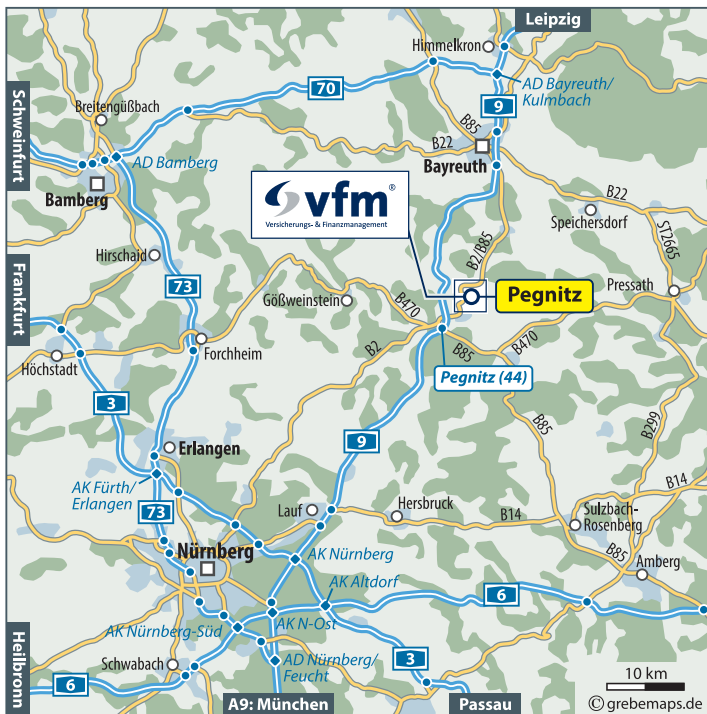 Leipzig
Himmelkron
70
AD Bayreuth/
Kulmbach
9
Schweinfurt
Breitengüßbach
B85
B22
AD Bamberg
Bayreuth
Bamberg
B22
vfm®
Versicherungs- & Finanzmanagement
Speichersdorf
ST2665
Hirschaid
B2/B85
Frankfurt
73
Gößweinstein
Pegnitz
Pressath
B470
Forchheim
B2
B85
B470
Höchstadt
Pegnitz (44)
3
B85
B299
9
Erlangen
AK Fürth/
Erlangen
B14
73
Lauf
Hersbruck
B14
Sulzbach-
Rosenberg
Nürnberg
AK Nürnberg
B85
Amberg
AK Altdorf
6
AK N-Ost
AK Nürnberg-Süd
Heilbronn
Schwabach
AD Nürnberg/
Feucht
3
6
10 km
A9: München
Passau
© grebemaps.de